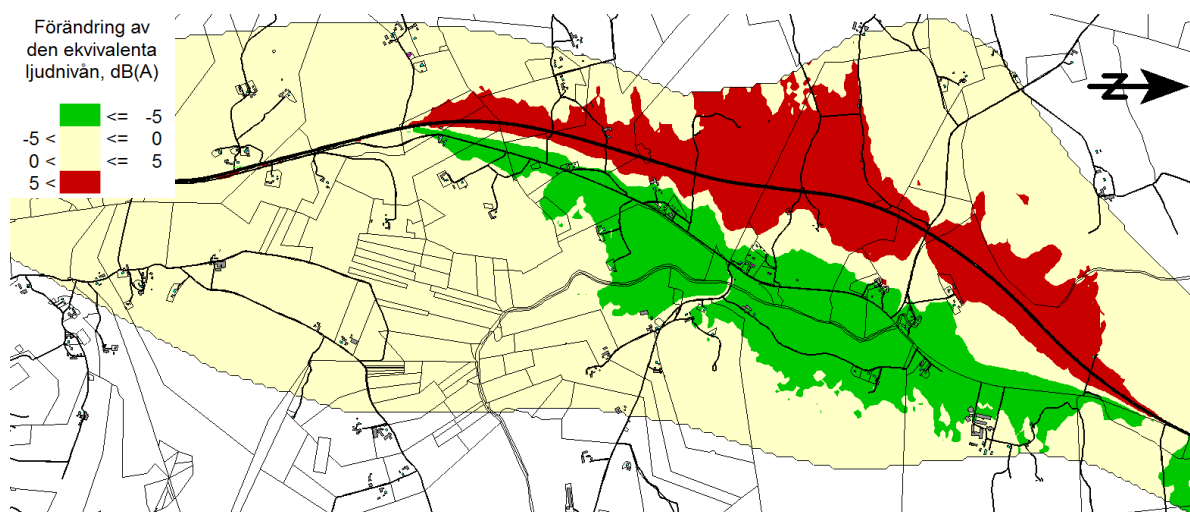 Förändring av
den ekvivalenta
ljudnivån, dB(A)
<= -5
-5 < <= 0
0 < <= 5
5 <
Z